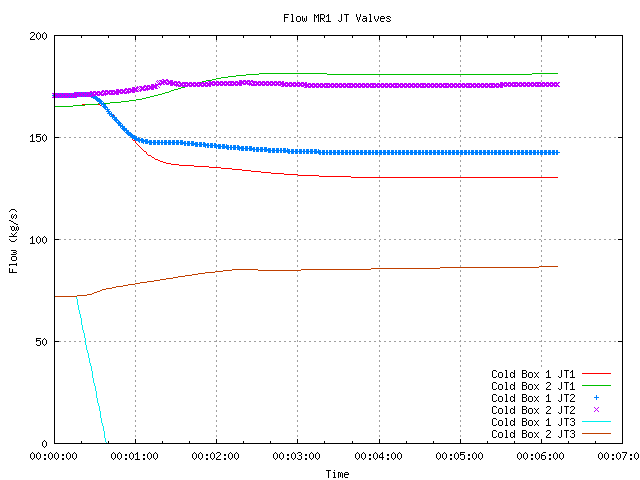 Flow MR1 JT Valves
200
150
100
50
0
Flow (kg/s)
Cold Box 1 JT1
Cold Box 2 JT1
Cold Box 1 JT2
Cold Box 2 JT2
Cold Box 1 JT3
Cold Box 2 JT3
00:00:00 00:01:00 00:02:00 00:03:00 00:04:00 00:05:00 00:06:00 00:07:0
Time